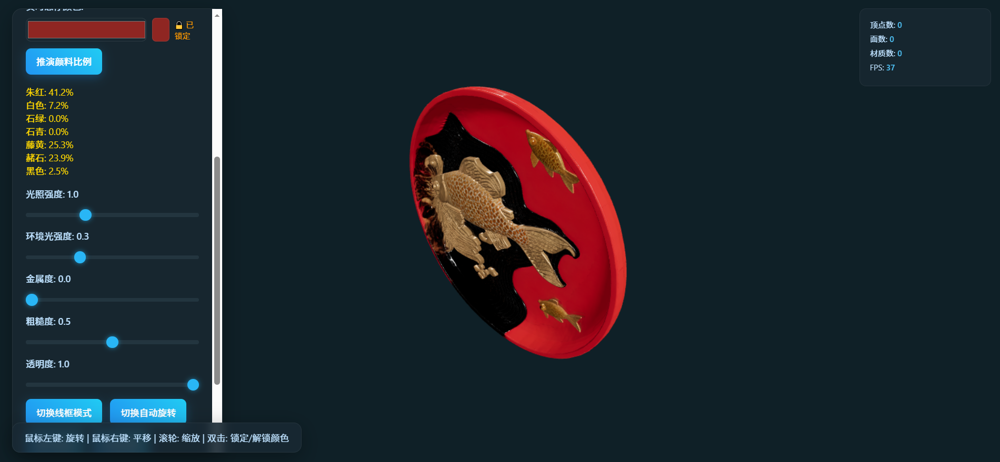 🔒 已
锁定
推演颜料比例
朱红: 41.2%
白色: 7.2%
石绿: 0.0%
石青: 0.0%
藤黄: 25.3%
赭石: 23.9%
黑色: 2.5%
光照强度: 1.0
环境光强度: 0.3
金属度: 0.0
粗糙度: 0.5
透明度: 1.0
切换线框模式
切换自动旋转
鼠标左键: 旋转 | 鼠标右键: 平移 | 滚轮: 缩放 | 双击: 锁定/解锁颜色
顶点数: 0
面数: 0
材质数: 0
FPS: 37